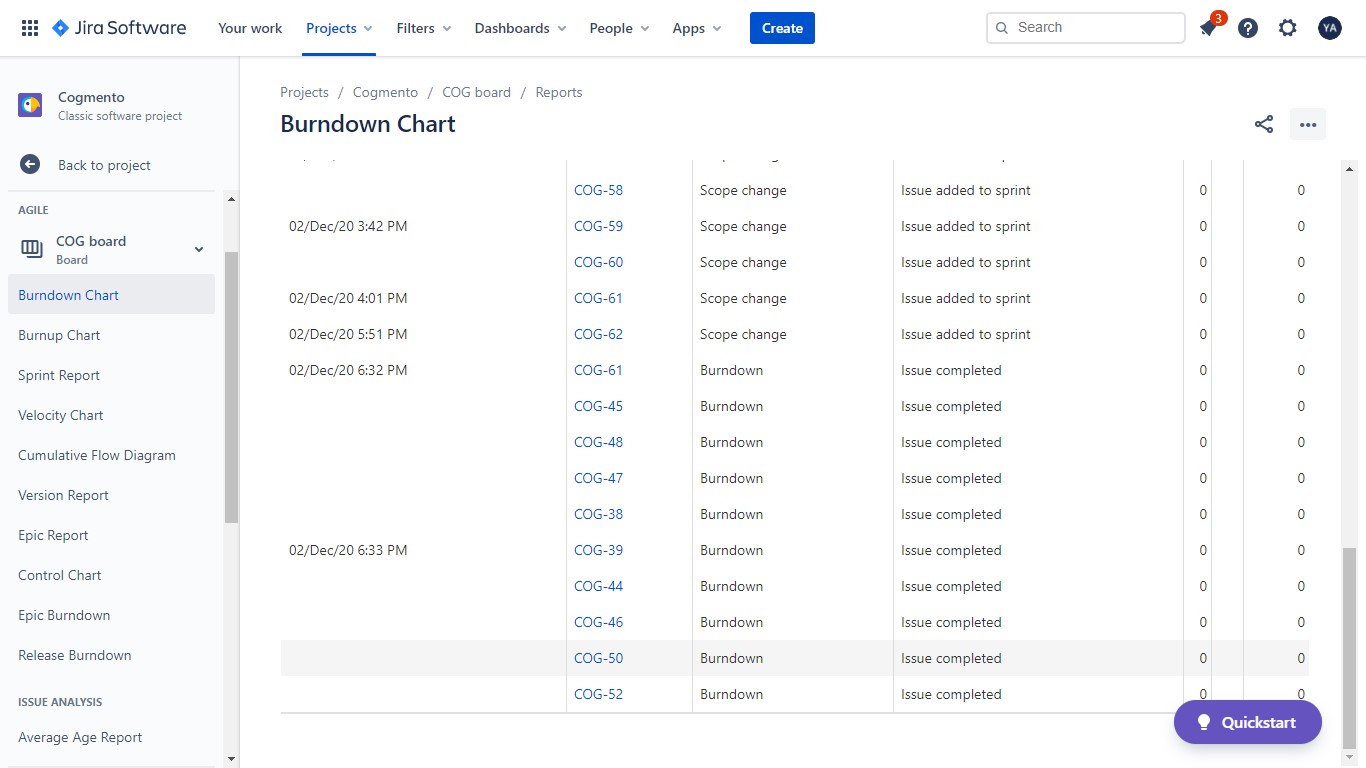 Jira Software
Your work
Projects
Filters
Dashboards
People
Apps
Create
Search
3
YA
Cogmento
Classic software project
Back to project
AGILE
COG board
Board
Burndown Chart
Burnup Chart
Sprint Report
Velocity Chart
Cumulative Flow Diagram
Version Report
Epic Report
Control Chart
Epic Burndown
Release Burndown
ISSUE ANALYSIS
Average Age Report
Projects / Cogmento / COG board / Reports
Burndown Chart
COG-58 Scope change Issue added to sprint 0 0
02/Dec/20 3:42 PM COG-59 Scope change Issue added to sprint 0 0
COG-60 Scope change Issue added to sprint 0 0
02/Dec/20 4:01 PM COG-61 Scope change Issue added to sprint 0 0
02/Dec/20 5:51 PM COG-62 Scope change Issue added to sprint 0 0
02/Dec/20 6:32 PM COG-61 Burndown Issue completed 0 0
COG-45 Burndown Issue completed 0 0
COG-48 Burndown Issue completed 0 0
COG-47 Burndown Issue completed 0 0
COG-38 Burndown Issue completed 0 0
02/Dec/20 6:33 PM COG-39 Burndown Issue completed 0 0
COG-44 Burndown Issue completed 0 0
COG-46 Burndown Issue completed 0 0
COG-50 Burndown Issue completed 0 0
COG-52 Burndown Issue completed 0 0
Quickstart